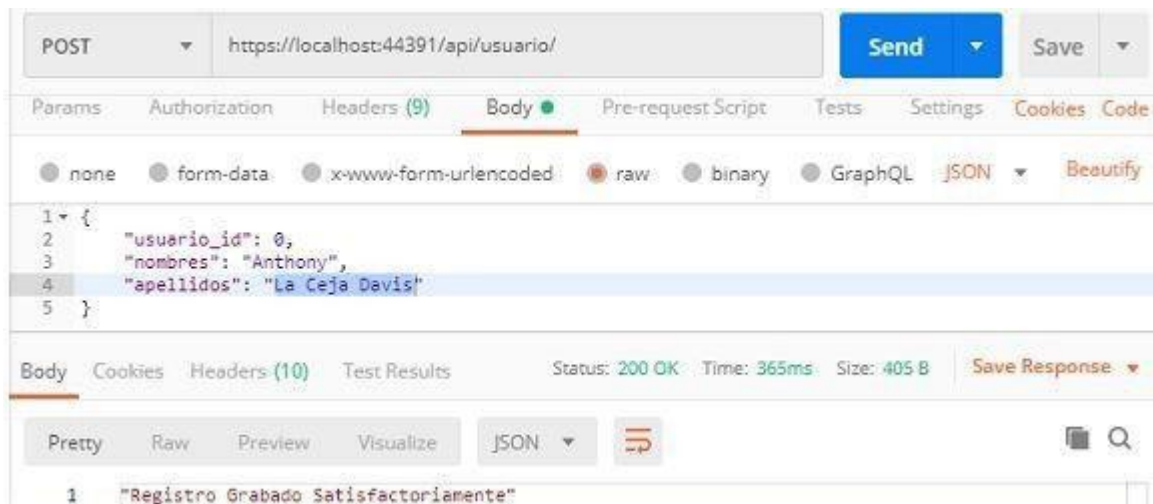 POST https://localhost:44391/api/usuario/ Send Save
Params Authorization Headers (9) Body Pre-request Script Tests Settings Cookies Code
none form-data x-www-form-urlencoded raw binary GraphQL JSON Beautify
1 {
2 "usuario_id": 0,
3 "nombres": "Anthony",
4 "apellidos": "La Ceja Davis"
5 }
Body Cookies Headers (10) Test Results Status: 200 OK Time: 365ms Size: 405 B Save Response
Pretty Raw Preview Visualize JSON
1 "Registro Grabado Satisfactoriamente"